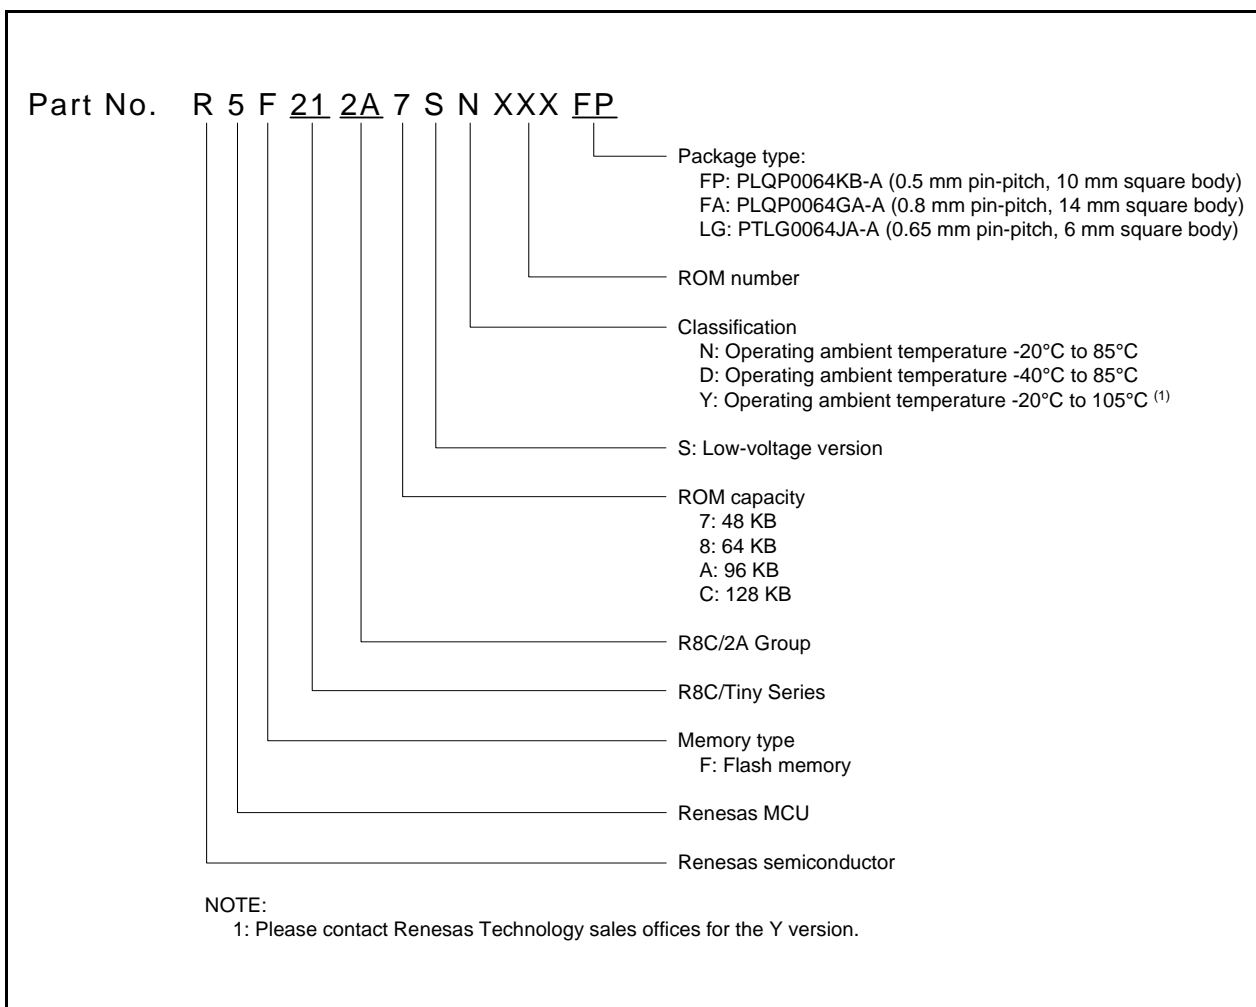 Part No. R 5 F 21 2A 7 S N XXX FP
Package type:
FP: PLQP0064KB-A (0.5 mm pin-pitch, 10 mm square body)
FA: PLQP0064GA-A (0.8 mm pin-pitch, 14 mm square body)
LG: PTLG0064JA-A (0.65 mm pin-pitch, 6 mm square body)
ROM number
Classification
N: Operating ambient temperature -20°C to 85°C
D: Operating ambient temperature -40°C to 85°C
Y: Operating ambient temperature -20°C to 105°C (1)
S: Low-voltage version
ROM capacity
7: 48 KB
8: 64 KB
A: 96 KB
C: 128 KB
R8C/2A Group
R8C/Tiny Series
Memory type
F: Flash memory
Renesas MCU
Renesas semiconductor
NOTE:
1: Please contact Renesas Technology sales offices for the Y version.